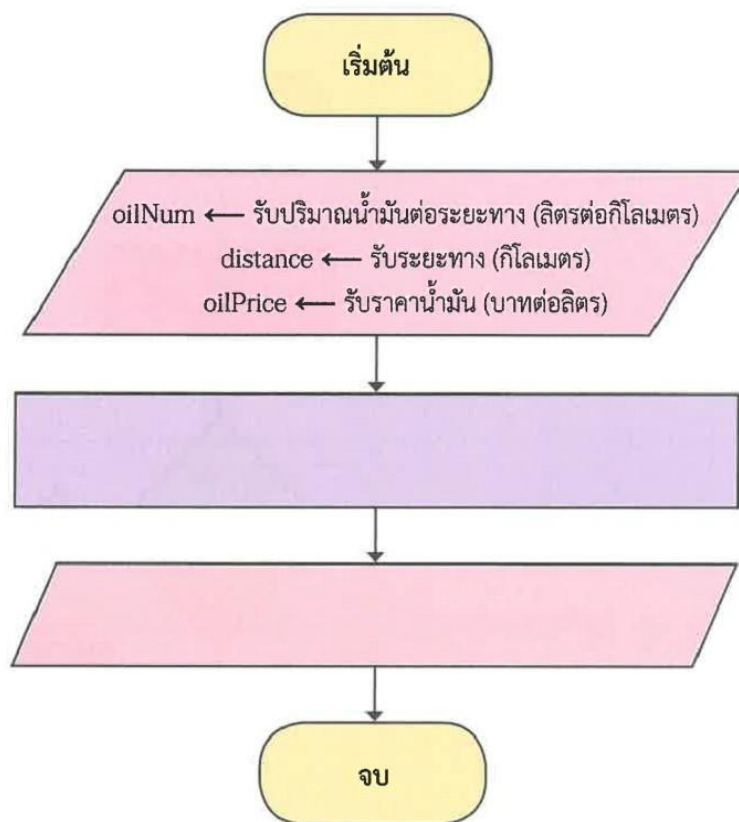 เริ่มต้น
oilNum ⟵ รับปริมาณน้ำมันต่อระยะทาง (ลิตรต่อกิโลเมตร)
distance ⟵ รับระยะทาง (กิโลเมตร)
oilPrice ⟵ รับราคาน้ำมัน (บาทต่อลิตร)
จบ